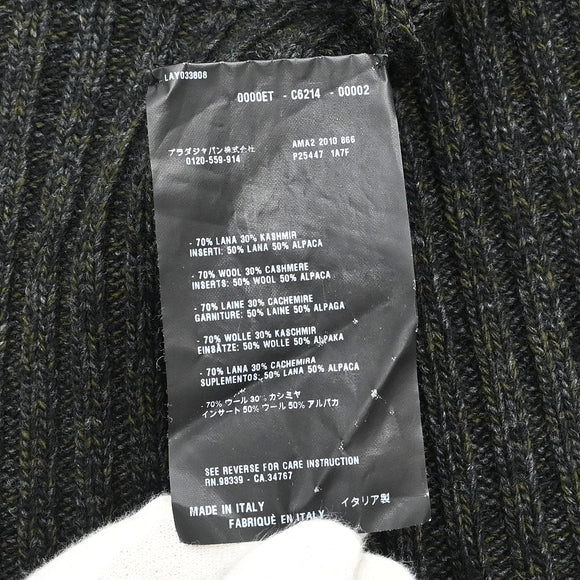 LAY033808
0000ET - C6214 - 00002
プラダジャパン株式会社
0120-559-914
AMA2 2010 866
P25447 1A7F
- 70% LANA 30% KASHMIR
INSERTI: 50% LANA 50% ALPACA
- 70% WOOL 30% CASHMERE
INSERTS: 50% WOOL 50% ALPACA
- 70% LAINE 30% CACHEMIRE
GARNITURE: 50% LAINE 50% ALPAGA
- 70% WOLLE 30% KASCHMIR
EINSÄTZE: 50% WOLLE 50% ALPAKA
- 70% LANA 30% CACHEMIRA
SUPLEMENTOS: 50% LANA 50% ALPACA
- 70% ウール 30% カシミヤ
インサート 50% ウール 50% アルパカ
SEE REVERSE FOR CARE INSTRUCTION
RN.98339 - CA.34767
MADE IN ITALY イタリア製
FABRIQUÉ EN ITALY